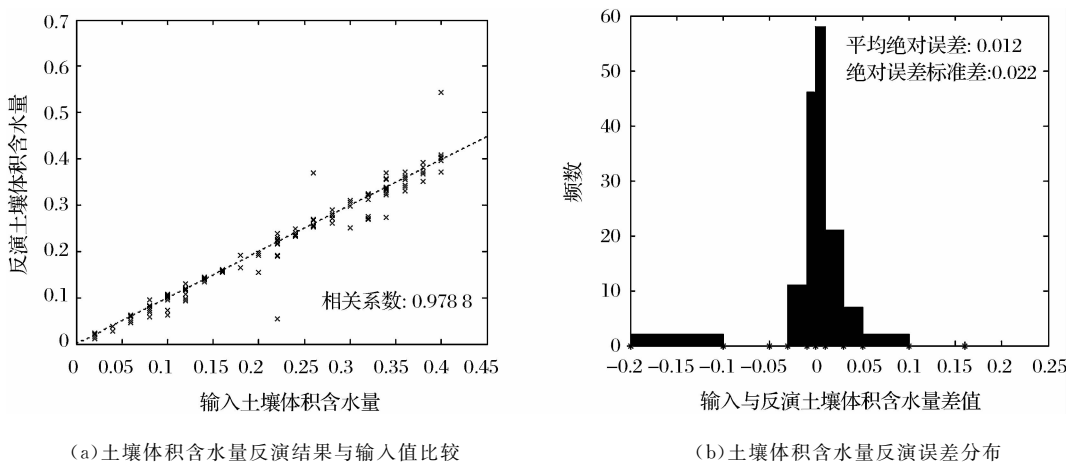 0.7
0.6
0.5
0.4
0.3
0.2
0.1
0
反演土壤体积含水量
相关系数: 0.978 8
0 0.05 0.1 0.15 0.2 0.25 0.3 0.35 0.4 0.45
输入土壤体积含水量
(a)土壤体积含水量反演结果与输入值比较
60
50
40
30
20
10
0
频数
平均绝对误差: 0.012
绝对误差标准差:0.022
−0.2 −0.15 −0.1 −0.05 0 0.05 0.1 0.15 0.2 0.25
输入与反演土壤体积含水量差值
(b)土壤体积含水量反演误差分布